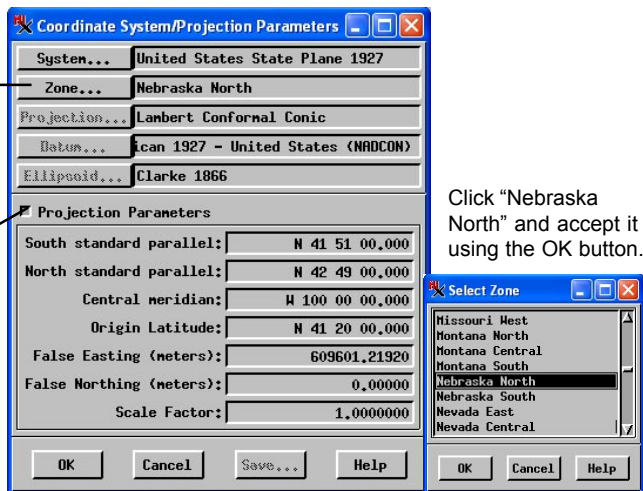 Coordinate System/Projection Parameters
System... United States State Plane 1927
Zone... Nebraska North
Projection... Lambert Conformal Conic
Datum... ican 1927 - United States (NADCON)
Ellipsoid... Clarke 1866
Projection Parameters
South standard parallel: N 41 51 00.000
North standard parallel: N 42 49 00.000
Central meridian: W 100 00 00.000
Origin Latitude: N 41 20 00.000
False Easting (meters): 609601.21920
False Northing (meters): 0.00000
Scale Factor: 1.0000000
OK Cancel Save... Help
Click “Nebraska
North” and accept it
using the OK button.
Select Zone
Missouri West
Montana North
Montana Central
Montana South
Nebraska North
Nebraska South
Nevada East
Nevada Central
OK Cancel Help